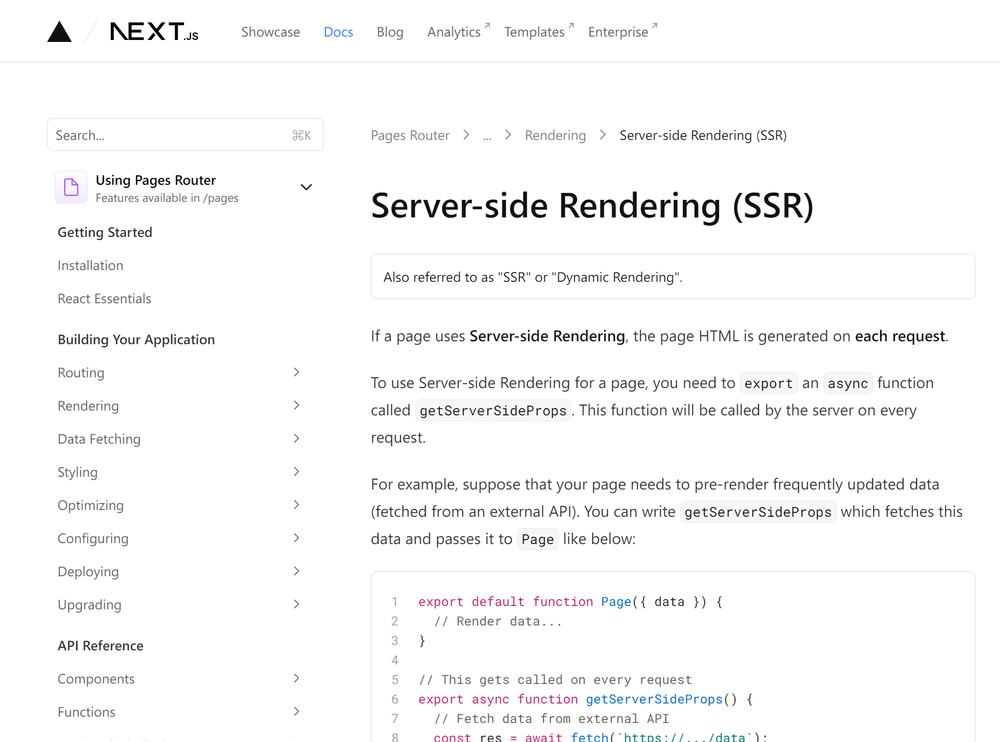 NEXT.JS
Showcase
Docs
Blog
Analytics
Templates
Enterprise
Search...
⌘K
Using Pages Router
Features available in /pages
Getting Started
Installation
React Essentials
Building Your Application
Routing
Rendering
Data Fetching
Styling
Optimizing
Configuring
Deploying
Upgrading
API Reference
Components
Functions
Pages Router > ... > Rendering > Server-side Rendering (SSR)
Server-side Rendering (SSR)
Also referred to as "SSR" or "Dynamic Rendering".
If a page uses Server-side Rendering, the page HTML is generated on each request.
To use Server-side Rendering for a page, you need to export an async function
called getServerSideProps. This function will be called by the server on every
request.
For example, suppose that your page needs to pre-render frequently updated data
(fetched from an external API). You can write getServerSideProps which fetches this
data and passes it to Page like below:
1 export default function Page({ data }) {
2   // Render data...
3 }
4
5 // This gets called on every request
6 export async function getServerSideProps() {
7   // Fetch data from external API
8   const res = await fetch(`https://.../data`);